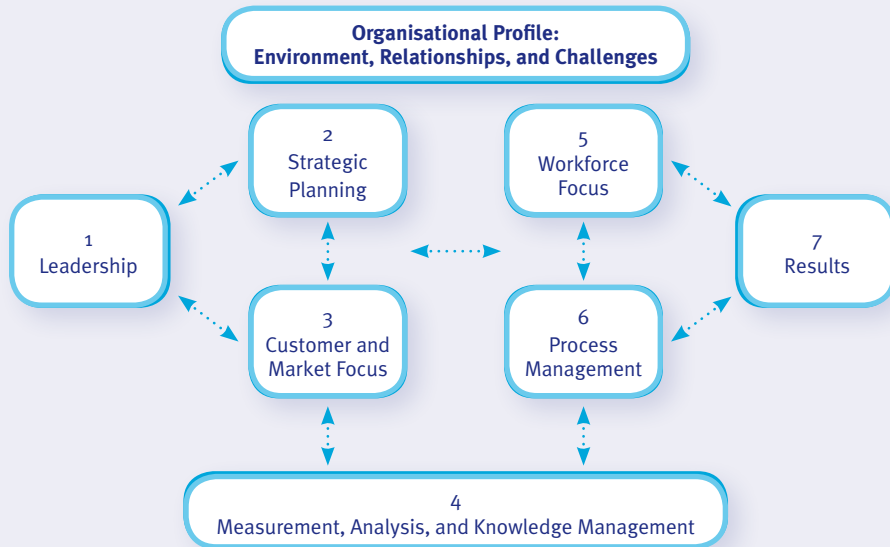 Organisational Profile:
Environment, Relationships, and Challenges
2
Strategic
Planning
5
Workforce
Focus
1
Leadership
7
Results
3
Customer and
Market Focus
6
Process
Management
4
Measurement, Analysis, and Knowledge Management